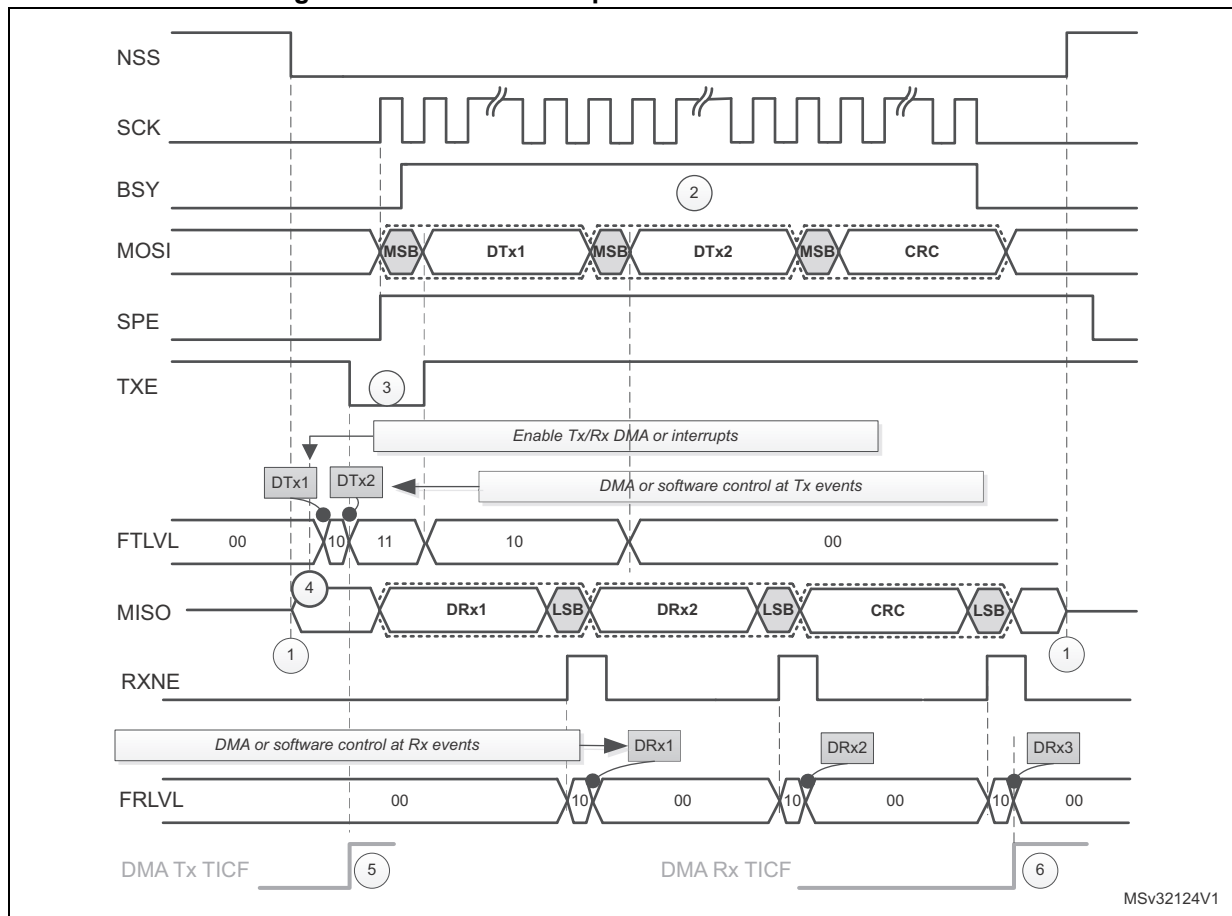 NSS
SCK
BSY
2
MOSI
MSB DTx1 MSB DTx2 MSB CRC
SPE
TXE
3
Enable Tx/Rx DMA or interrupts
DTx1 DTx2 DMA or software control at Tx events
FTLVL 00 10 11 10 00
4
MISO DRx1 LSB DRx2 LSB CRC LSB
1 1
RXNE
DMA or software control at Rx events DRx1 DRx2 DRx3
FRLVL 00 10 00 10 00 10 00
DMA Tx TICF 5 DMA Rx TICF 6
MSv32124V1